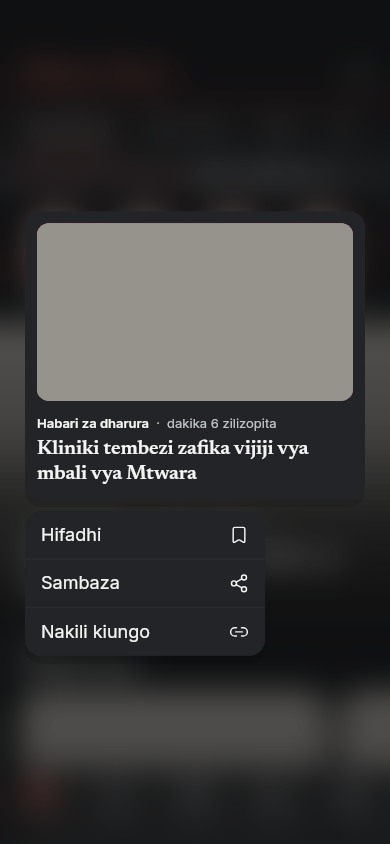 Habari za dharura · dakika 6 zilizopita
Kliniki tembezi zafika vijiji vya
mbali vya Mtwara
Hifadhi
Sambaza
Nakili kiungo